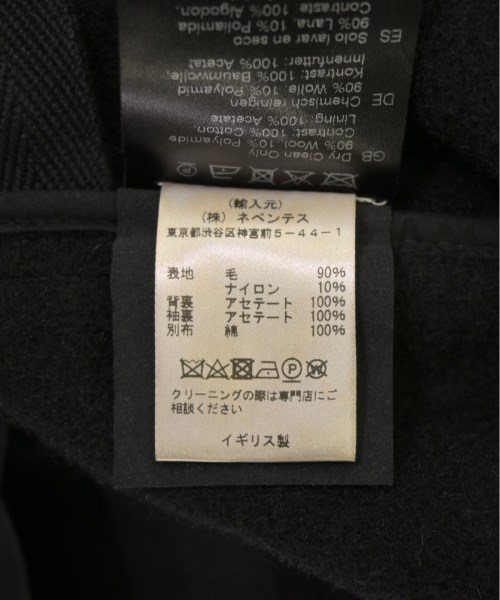 GB Dry Clean Only
90% Wool, 10% Polyamide
Contrast: 100% Cotton,
Lining: 100% Acetate
DE Chemisch reinigen
90% Wolle, 10% Polyamid
Kontrast: 100% Baumwolle,
Innenfutter: 100% Acetat
ES Solo lavar en seco
90% Lana, 10% Poliamida
Contraste: 100% Algodon,
(輸入元)
(株) ネペンテス
東京都渋谷区神宮前5-44-1
表地 毛 90%
ナイロン 10%
背裏 アセテート 100%
袖裏 アセテート 100%
別布 綿 100%
クリーニングの際は専門店にご
相談ください
イギリス製